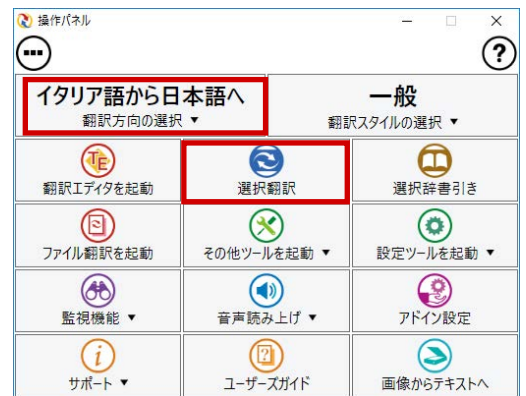 操作パネル
イタリア語から日本語へ
翻訳方向の選択 ▼
一般
翻訳スタイルの選択 ▼
TE
翻訳エディタを起動
選択翻訳
選択辞書引き
ファイル翻訳を起動
その他ツールを起動 ▼
設定ツールを起動 ▼
監視機能 ▼
音声読み上げ ▼
アドイン設定
i
サポート ▼
?
ユーザーズガイド
画像からテキストへ